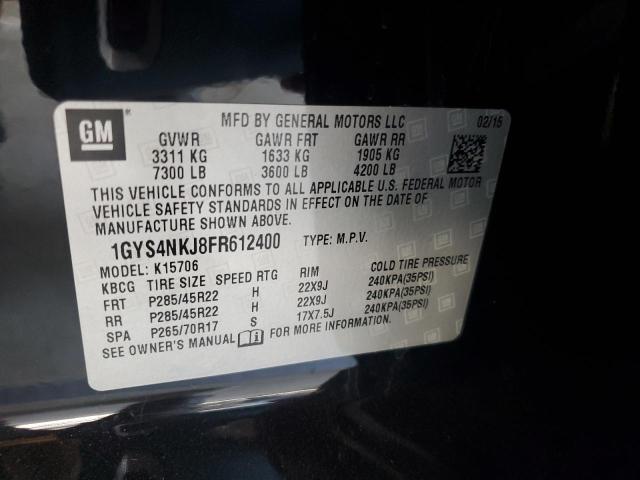 GM
MFD BY GENERAL MOTORS LLC 02/15
GVWR GAWR FRT GAWR RR
3311 KG 1633 KG 1905 KG
7300 LB 3600 LB 4200 LB
THIS VEHICLE CONFORMS TO ALL APPLICABLE U.S. FEDERAL MOTOR
VEHICLE SAFETY STANDARDS IN EFFECT ON THE DATE OF
MANUFACTURE SHOWN ABOVE.
1GYS4NKJ8FR612400 TYPE: M.P.V.
MODEL: K15706
KBCG TIRE SIZE SPEED RTG RIM COLD TIRE PRESSURE
FRT P285/45R22 H 22X9J 240KPA(35PSI)
RR P285/45R22 H 22X9J 240KPA(35PSI)
SPA P265/70R17 S 17X7.5J 240KPA(35PSI)
SEE OWNER'S MANUAL FOR MORE INFORMATION.